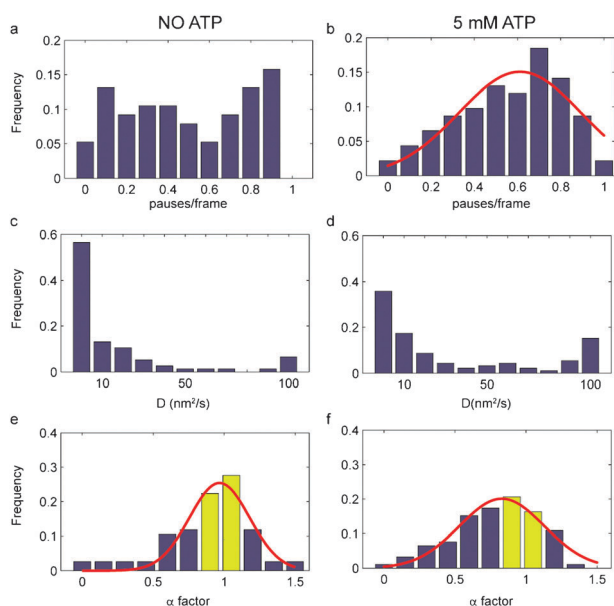 NO ATP
5 mM ATP
a
b
0.2
0.15
0.1
0.05
0
Frequency
0 0.2 0.4 0.6 0.8 1
pauses/frame
0.2
0.15
0.1
0.05
0
0 0.2 0.4 0.6 0.8 1
pauses/frame
c
d
0.6
0.4
0.2
0
Frequency
10 50 100
D (nm²/s)
0.6
0.4
0.2
0
10 50 100
D(nm²/s)
e
f
0.4
0.3
0.2
0.1
0
Frequency
0 0.5 1 1.5
α factor
0.4
0.3
0.2
0.1
0
0 0.5 1 1.5
α factor